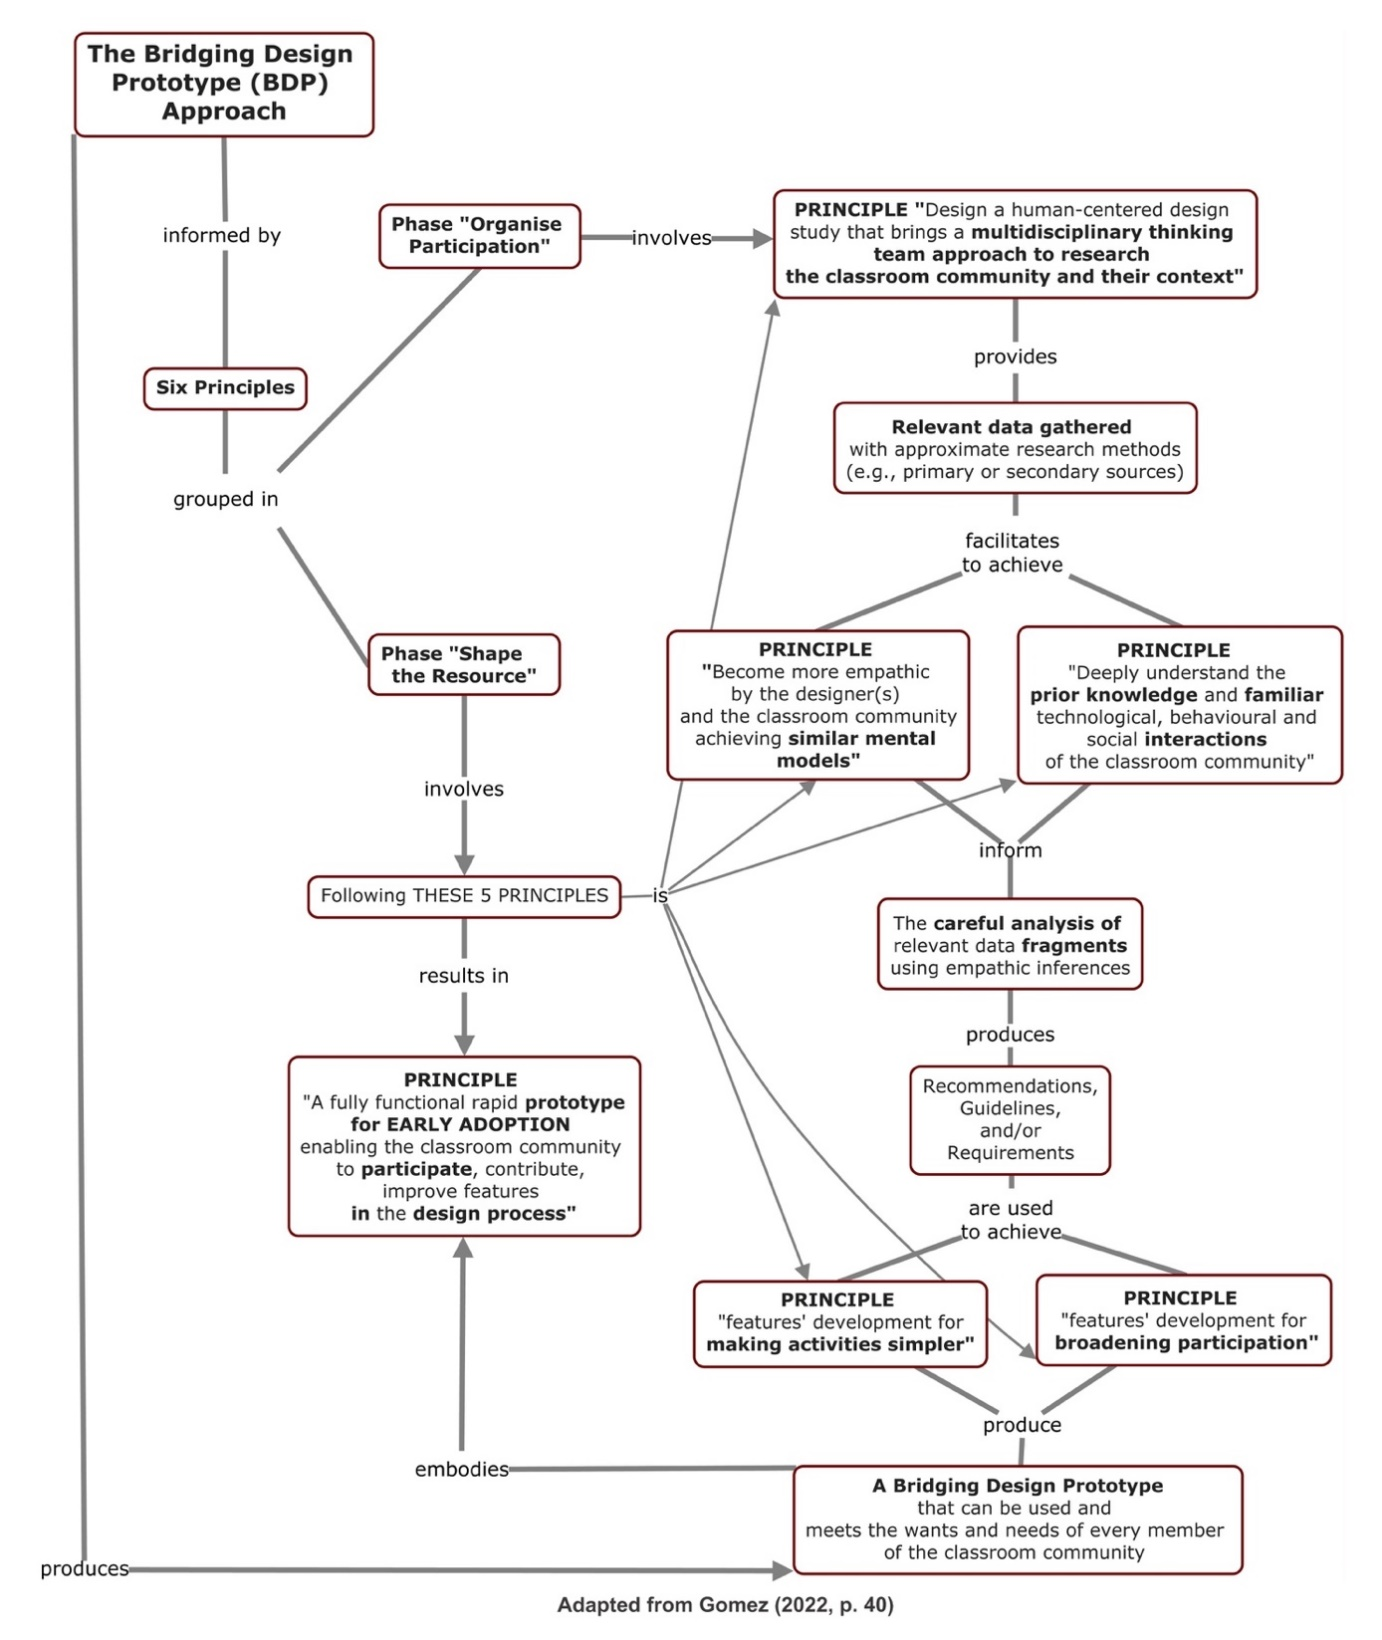 The Bridging Design
Prototype (BDP)
Approach
informed by
Six Principles
grouped in
Phase "Organise
Participation"
involves
PRINCIPLE "Design a human-centered design
study that brings a multidisciplinary thinking
team approach to research
the classroom community and their context"
provides
Relevant data gathered
with approximate research methods
(e.g., primary or secondary sources)
facilitates
to achieve
Phase "Shape
the Resource"
involves
Following THESE 5 PRINCIPLES
is
results in
PRINCIPLE
"Become more empathic
by the designer(s)
and the classroom community
achieving similar mental
models"
PRINCIPLE
"Deeply understand the
prior knowledge and familiar
technological, behavioural and
social interactions
of the classroom community"
inform
The careful analysis of
relevant data fragments
using empathic inferences
produces
Recommendations,
Guidelines,
and/or
Requirements
are used
to achieve
PRINCIPLE
"A fully functional rapid prototype
for EARLY ADOPTION
enabling the classroom community
to participate, contribute,
improve features
in the design process"
PRINCIPLE
"features' development for
making activities simpler"
PRINCIPLE
"features' development for
broadening participation"
produce
embodies
A Bridging Design Prototype
that can be used and
meets the wants and needs of every member
of the classroom community
produces
Adapted from Gomez (2022, p. 40)